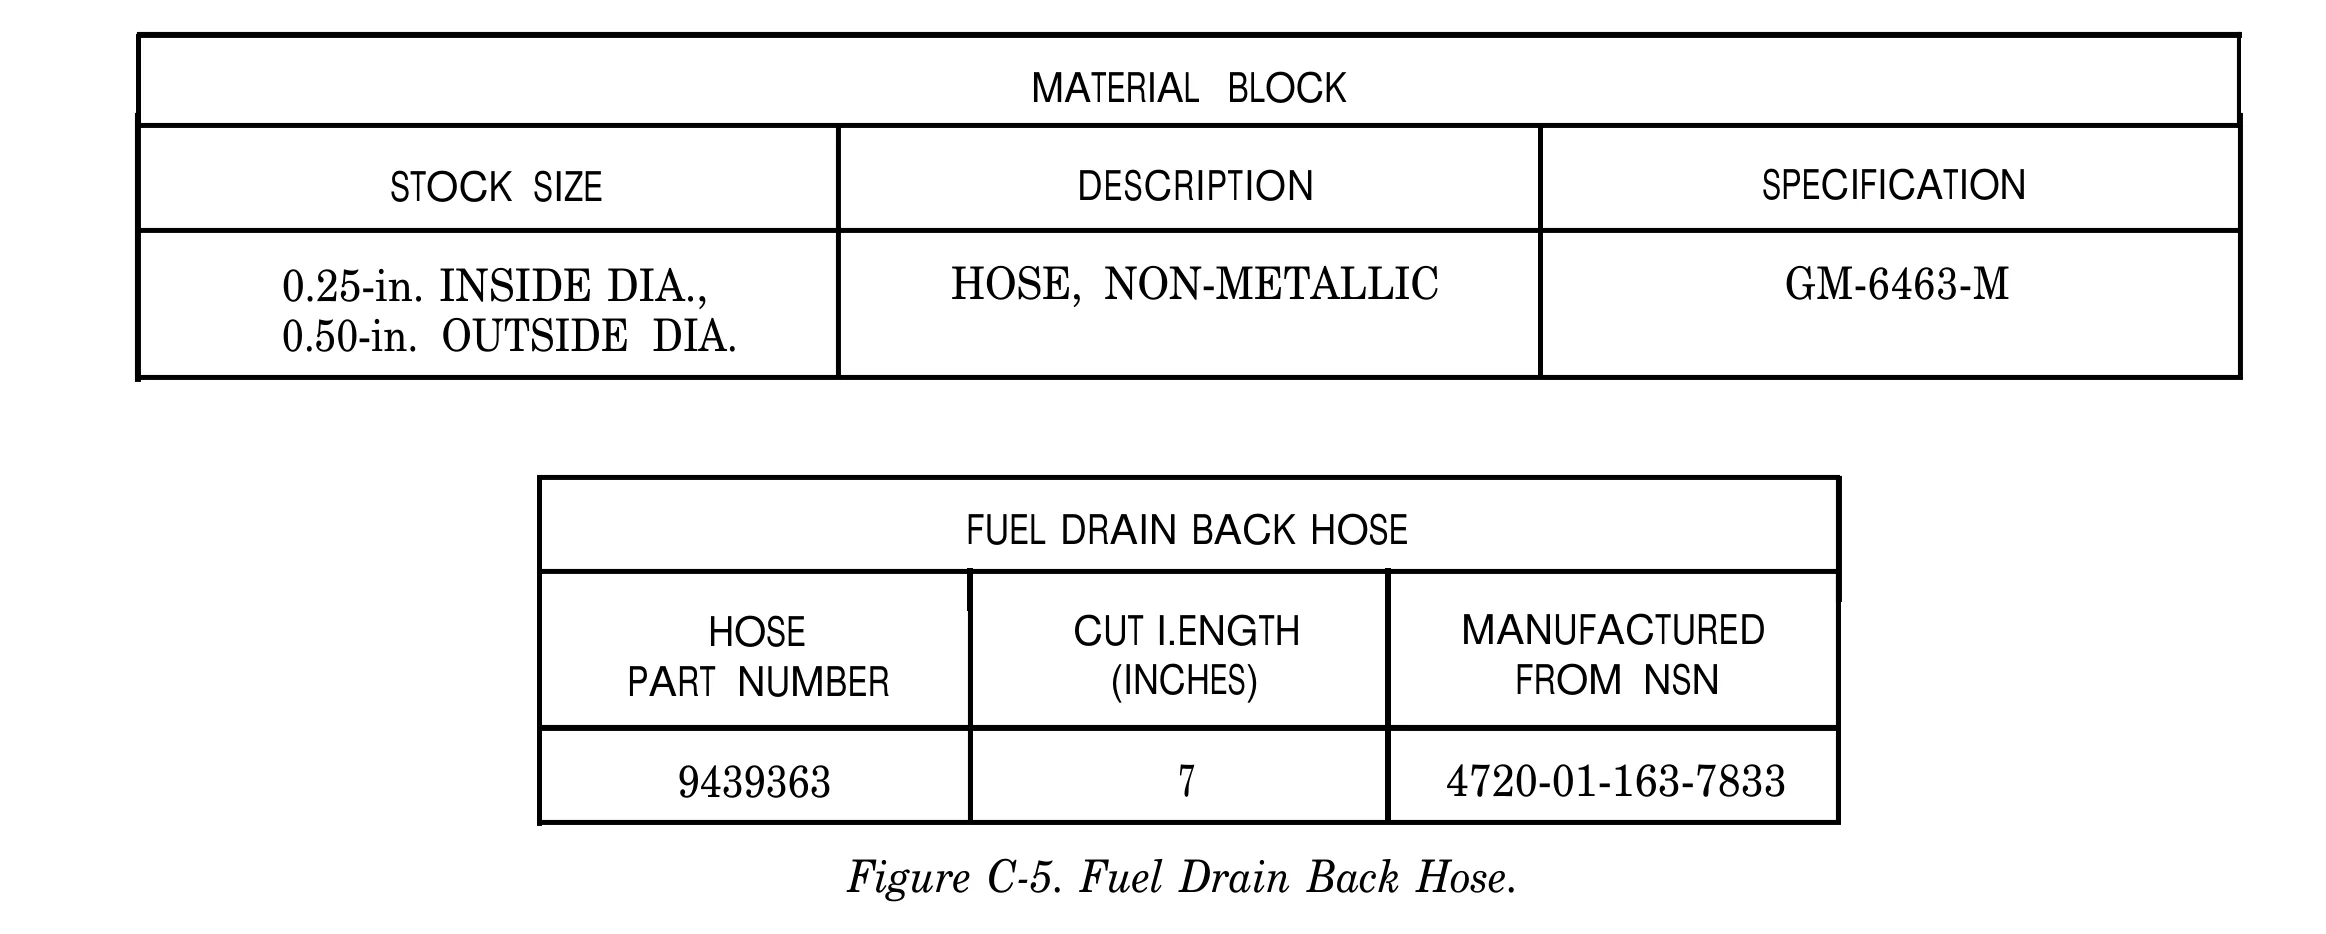 MATERIAL BLOCK
STOCK SIZE
DESCRIPTION
SPECIFICATION
0.25-in. INSIDE DIA.,
0.50-in. OUTSIDE DIA.
HOSE, NON-METALLIC
GM-6463-M
FUEL DRAIN BACK HOSE
HOSE
PART NUMBER
CUT I.ENGTH
(INCHES)
MANUFACTURED
FROM NSN
9439363
7
4720-01-163-7833
Figure C-5. Fuel Drain Back Hose.